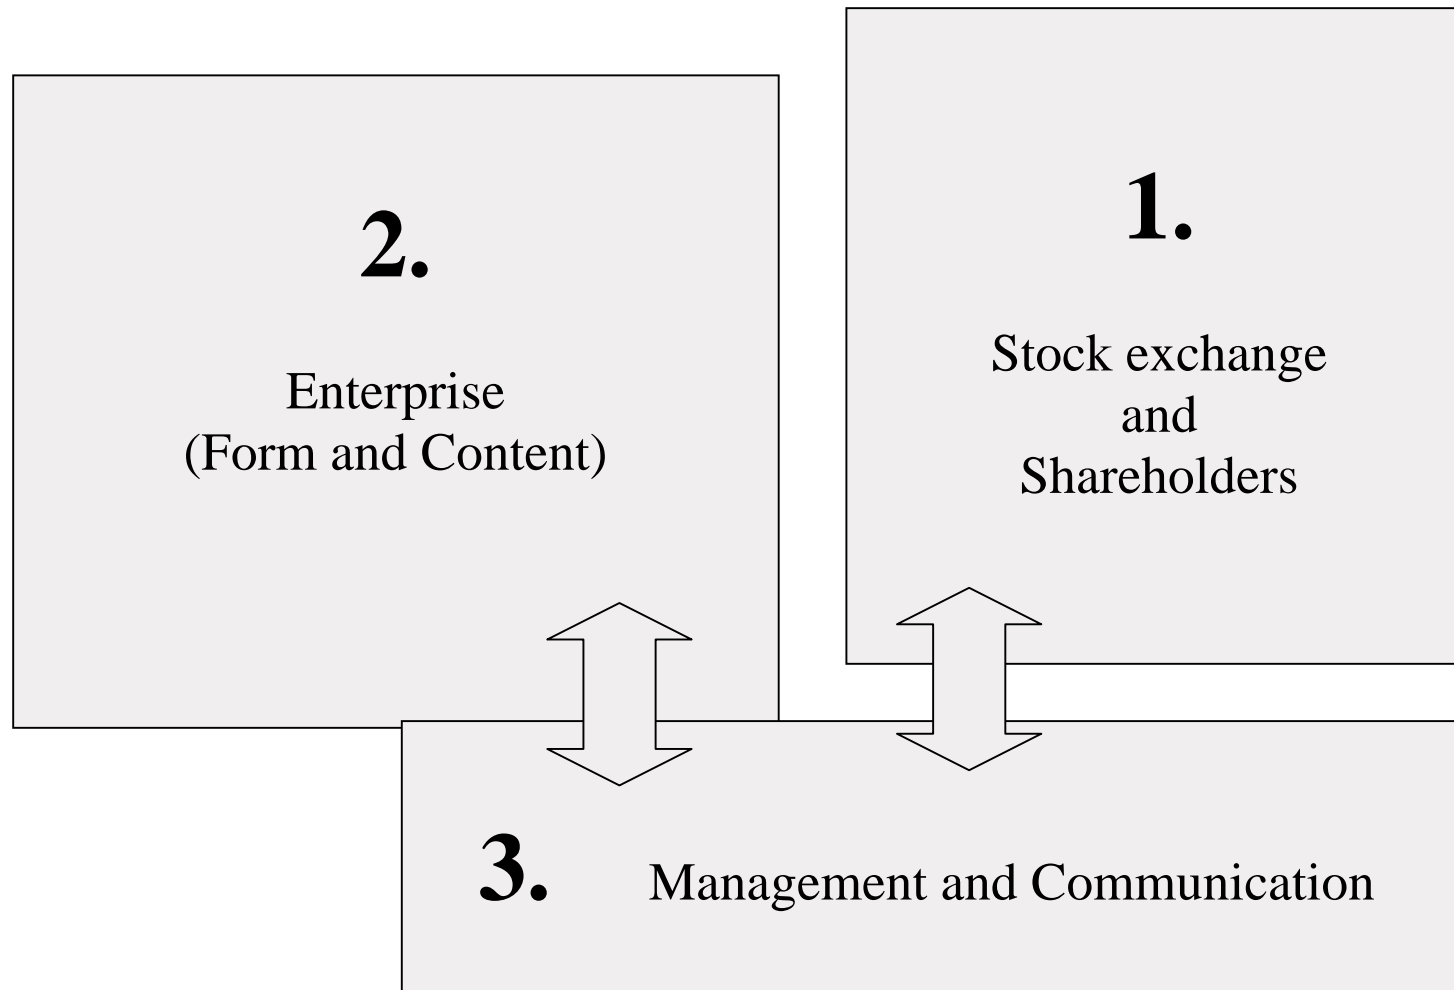 1.
Stock exchange
and
Shareholders
2.
Enterprise
(Form and Content)
3. Management and Communication